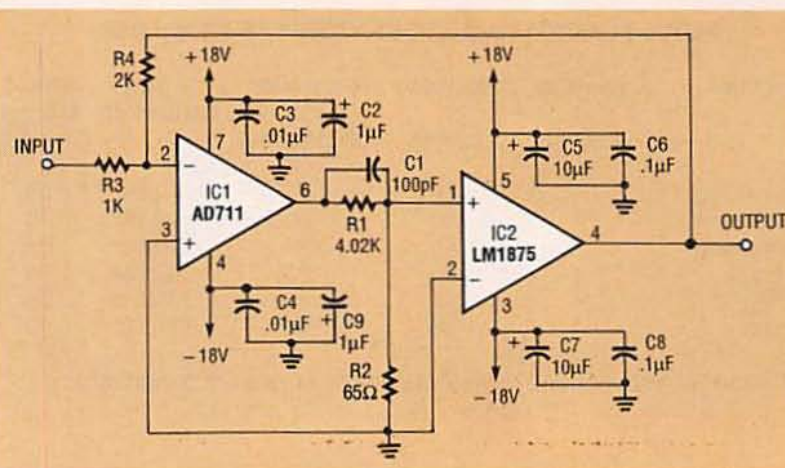 R4
2K
+18V
+18V
C3
.01µF
C2
+
1µF
C5
+
10µF
C6
.1µF
INPUT
R3
1K
2
−
7
IC1
AD711
6
3
+
4
C1
100pF
R1
4.02K
1
+
5
IC2
LM1875
4
OUTPUT
2
−
3
C4
.01µF
C9
+
1µF
−18V
R2
65Ω
C7
+
10µF
C8
.1µF
−18V